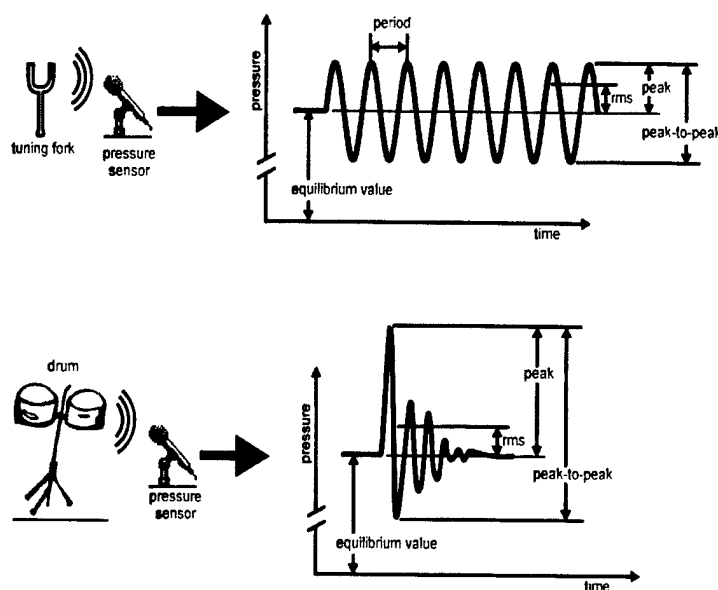 period
pressure
peak
rms
peak-to-peak
tuning fork
pressure
sensor
equilibrium value
time
drum
pressure
peak
rms
peak-to-peak
pressure
sensor
equilibrium value
time